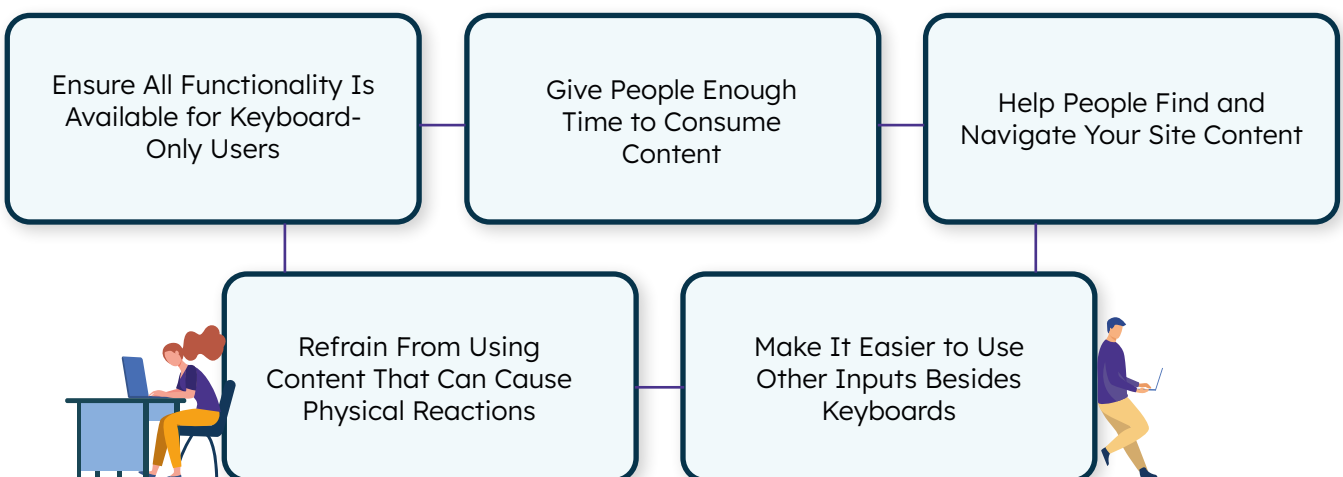 Ensure All Functionality Is
Available for Keyboard-
Only Users
Give People Enough
Time to Consume
Content
Help People Find and
Navigate Your Site Content
Refrain From Using
Content That Can Cause
Physical Reactions
Make It Easier to Use
Other Inputs Besides
Keyboards